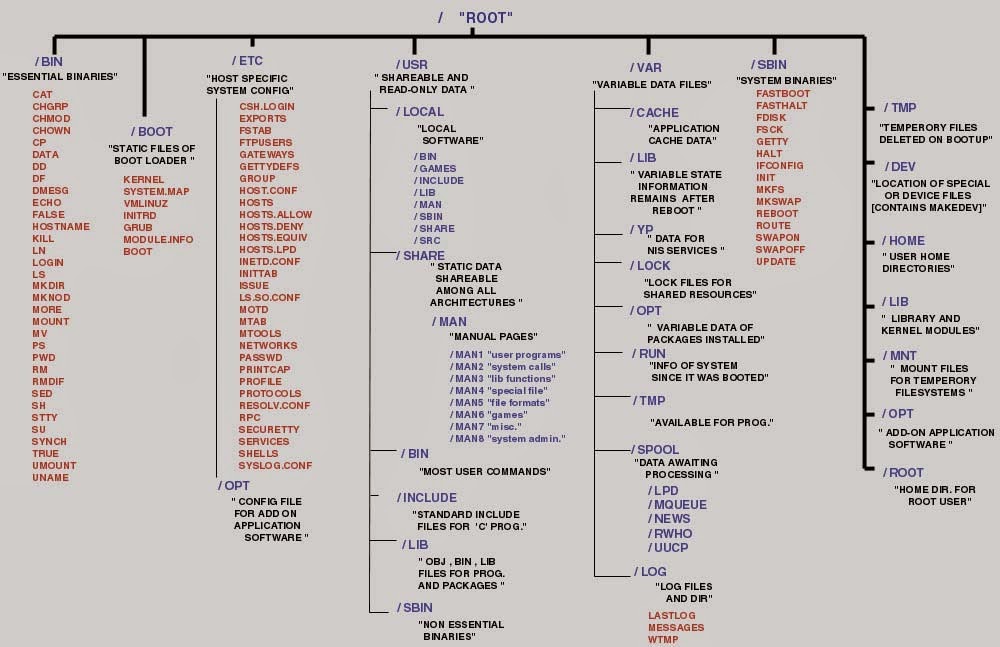 / "ROOT"
/BIN
"ESSENTIAL BINARIES"
CAT
CHGRP
CHMOD
CHOWN
CP
DATA
DD
DF
DMESG
ECHO
FALSE
HOSTNAME
KILL
LN
LOGIN
LS
MKDIR
MKNOD
MORE
MOUNT
MV
PS
PWD
RM
RMDIF
SED
SH
STTY
SU
SYNCH
TRUE
UMOUNT
UNAME
/BOOT
"STATIC FILES OF
BOOT LOADER "
KERNEL
SYSTEM.MAP
VMLINUZ
INITRD
GRUB
MODULE.INFO
BOOT
/ETC
"HOST SPECIFIC
SYSTEM CONFIG"
CSH.LOGIN
EXPORTS
FSTAB
FTPUSERS
GATEWAYS
GETTYDEFS
GROUP
HOST.CONF
HOSTS
HOSTS.ALLOW
HOSTS.DENY
HOSTS.EQUIV
HOSTS.LPD
INETD.CONF
INITTAB
ISSUE
LS.SO.CONF
MOTD
MTAB
MTOOLS
NETWORKS
PASSWD
PRINTCAP
PROFILE
PROTOCOLS
RESOLV.CONF
RPC
SECURETTY
SERVICES
SHELLS
SYSLOG.CONF
/OPT
" CONFIG FILE
FOR ADD ON
APPLICATION
SOFTWARE "
/USR
" SHAREABLE AND
READ-ONLY DATA "
/LOCAL
"LOCAL
SOFTWARE"
/BIN
/GAMES
/INCLUDE
/LIB
/MAN
/SBIN
/SHARE
/SRC
/SHARE
" STATIC DATA
SHAREABLE
AMONG ALL
ARCHITECTURES "
/MAN
"MANUAL PAGES"
/MAN1 "user programs"
/MAN2 "system calls"
/MAN3 "lib functions"
/MAN4 "special file"
/MAN5 "file formats"
/MAN6 "games"
/MAN7 "misc."
/MAN8 "system admin."
/BIN
"MOST USER COMMANDS"
/INCLUDE
"STANDARD INCLUDE
FILES FOR 'C' PROG."
/LIB
" OBJ , BIN , LIB
FILES FOR PROG.
AND PACKAGES "
/SBIN
"NON ESSENTIAL
BINARIES"
/VAR
"VARIABLE DATA FILES"
/CACHE
"APPLICATION
CACHE DATA"
/LIB
" VARIABLE STATE
INFORMATION
REMAINS AFTER
REBOOT "
/YP
" DATA FOR
NIS SERVICES "
/LOCK
"LOCK FILES FOR
SHARED RESOURCES"
/OPT
" VARIABLE DATA OF
PACKAGES INSTALLED"
/RUN
"INFO OF SYSTEM
SINCE IT WAS BOOTED"
/TMP
"AVAILABLE FOR PROG."
/SPOOL
"DATA AWAITING
PROCESSING "
/LPD
/MQUEUE
/NEWS
/RWHO
/UUCP
/LOG
"LOG FILES
AND DIR"
LASTLOG
MESSAGES
WTMP
/SBIN
"SYSTEM BINARIES"
FASTBOOT
FASTHALT
FDISK
FSCK
GETTY
HALT
IFCONFIG
INIT
MKFS
MKSWAP
REBOOT
ROUTE
SWAPON
SWAPOFF
UPDATE
/TMP
"TEMPERORY FILES
DELETED ON BOOTUP"
/DEV
"LOCATION OF SPECIAL
OR DEVICE FILES
[CONTAINS MAKEDEV]"
/HOME
" USER HOME
DIRECTORIES"
/LIB
" LIBRARY AND
KERNEL MODULES"
/MNT
" MOUNT FILES
FOR TEMPERORY
FILESYSTEMS "
/OPT
" ADD-ON APPLICATION
SOFTWARE "
/ROOT
"HOME DIR. FOR
ROOT USER"